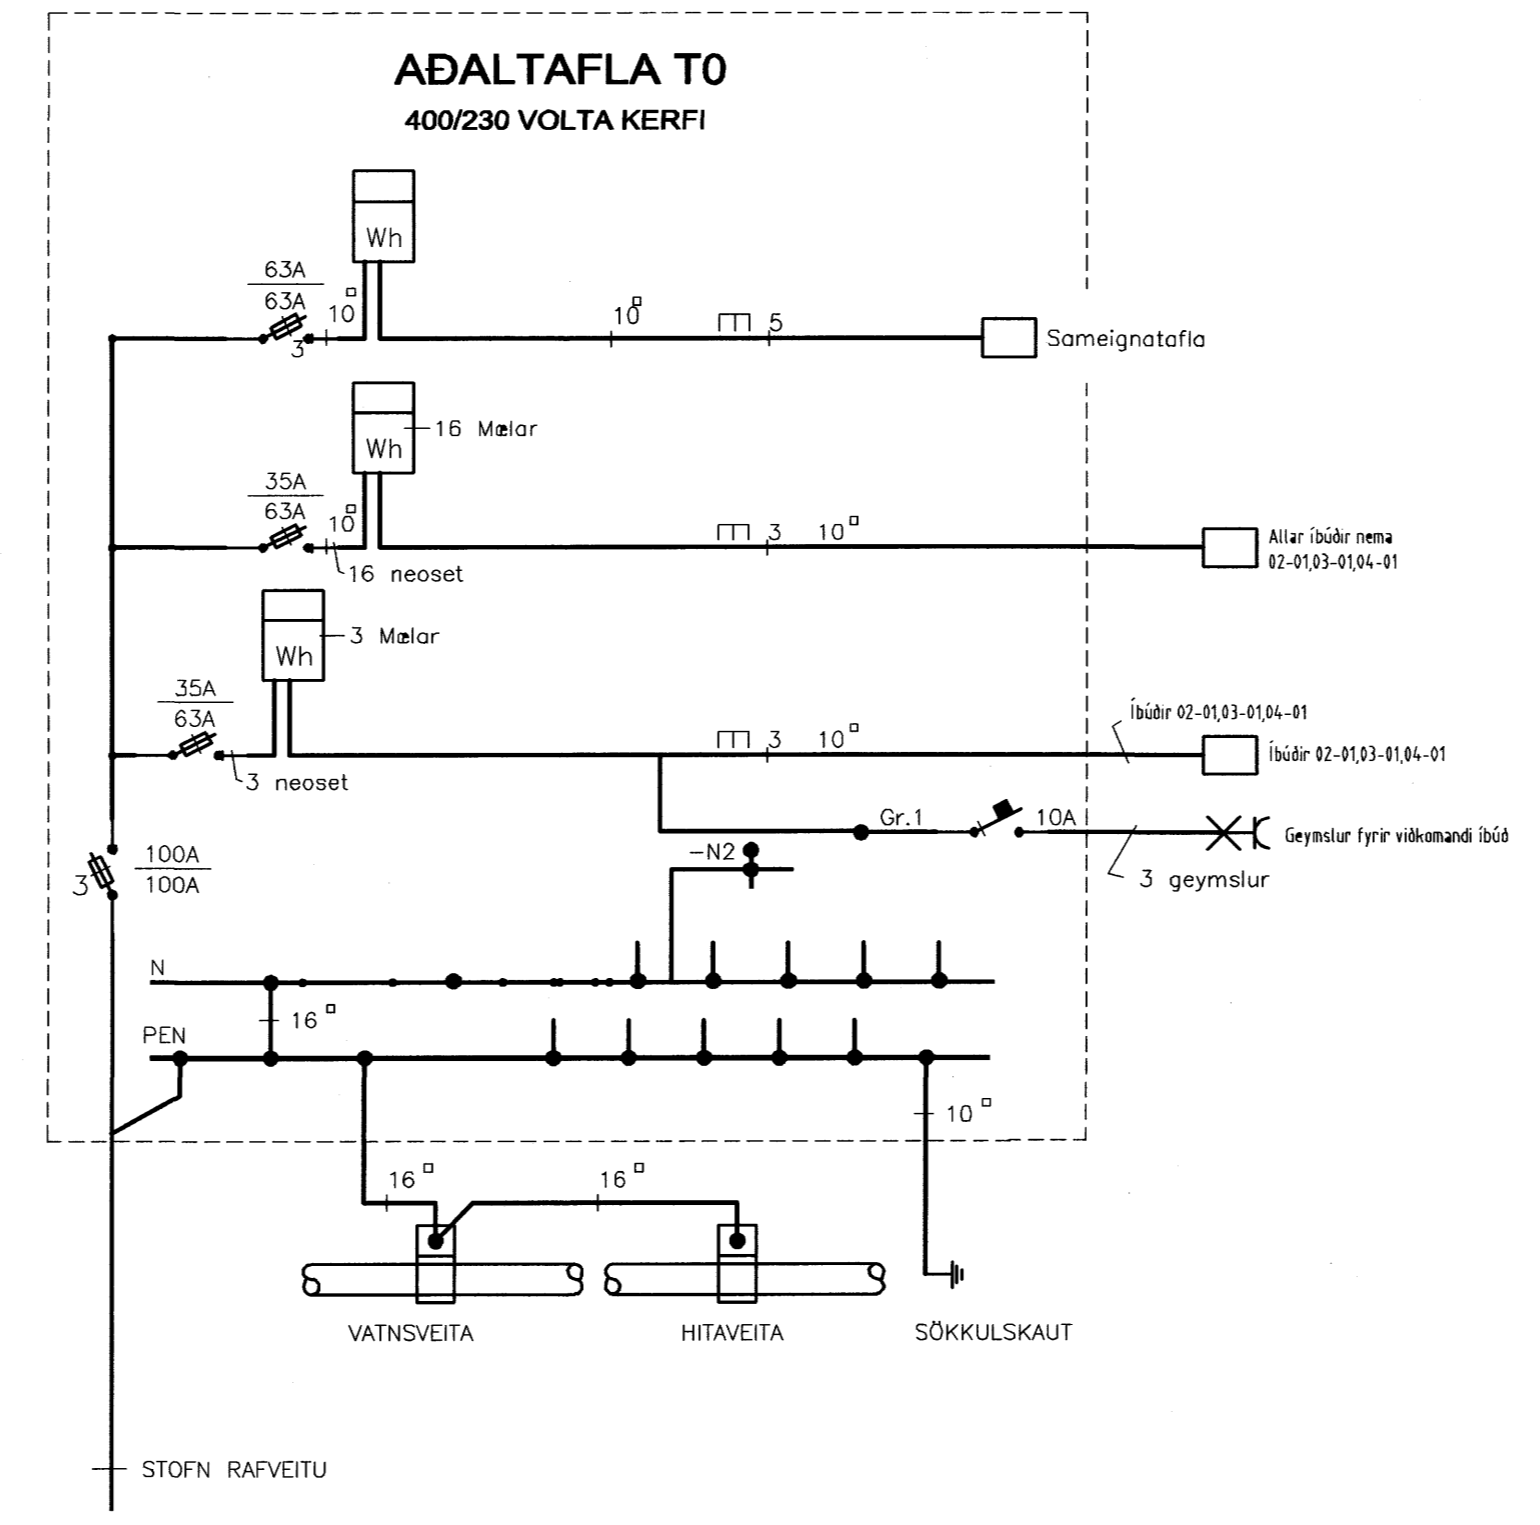 AÐALTAFLA T0
400/230 VOLTA KERFI
Wh
63A
63A
3
10□
10□
5
Sameignatafla
Wh
16 Mælar
35A
63A
10□
16 neoset
3 10□
Allar íbúðir nema
02-01,03-01,04-01
Wh
3 Mælar
35A
63A
3 neoset
3 10□
Íbúðir 02-01,03-01,04-01
Íbúðir 02-01,03-01,04-01
Gr.1
10A
Geymslur fyrir viðkomandi íbúð
3 geymslur
3
100A
100A
-N2
N
16□
PEN
10□
16□
16□
VATNSVEITA
HITAVEITA
SÖKKULSKAUT
STOFN RAFVEITU